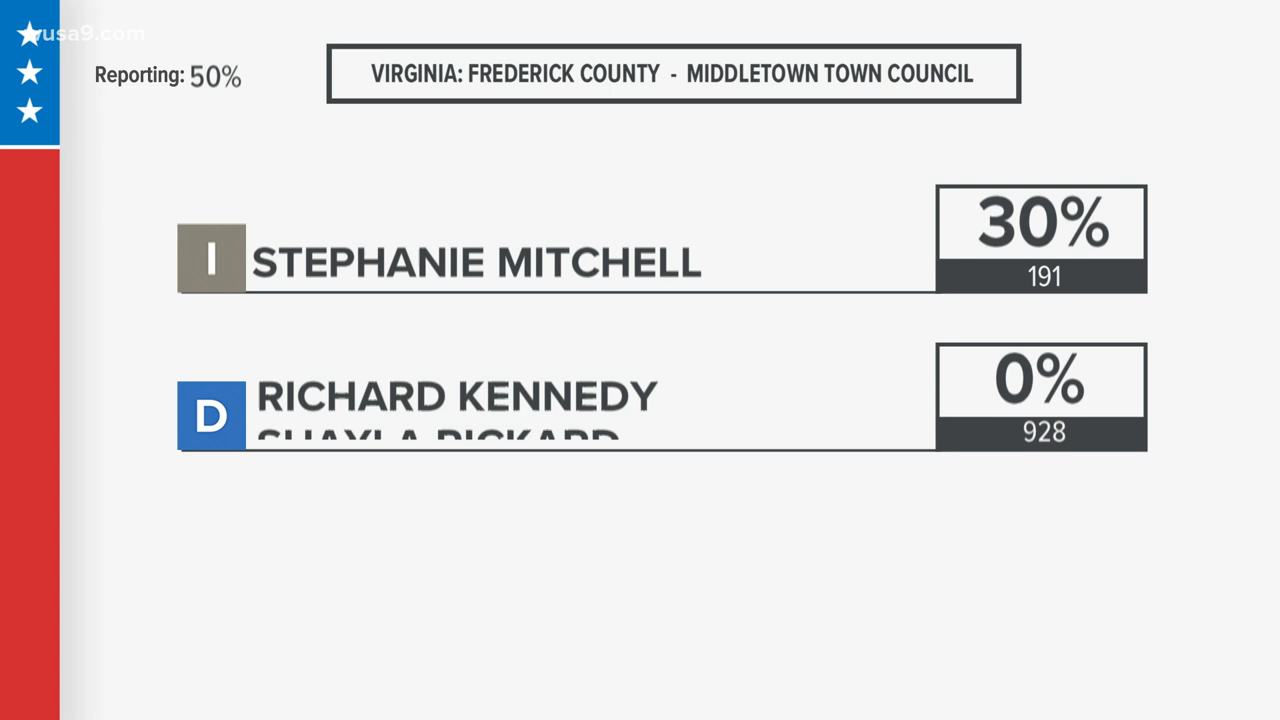 wusa9.com
Reporting: 50%
VIRGINIA: FREDERICK COUNTY - MIDDLETOWN TOWN COUNCIL
I STEPHANIE MITCHELL
30%
191
D RICHARD KENNEDY
0%
928